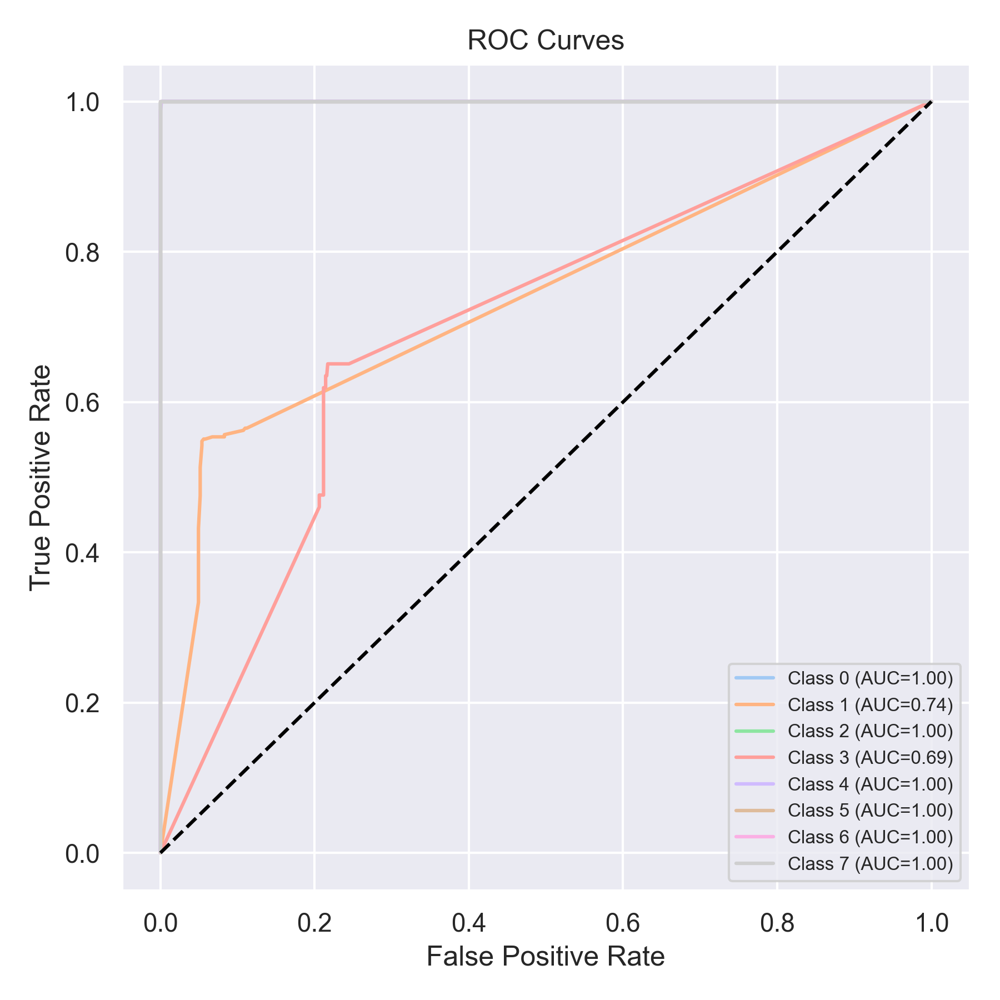 ROC Curves
True Positive Rate
1.0
0.8
0.6
0.4
0.2
0.0
Class 0 (AUC=1.00)
Class 1 (AUC=0.74)
Class 2 (AUC=1.00)
Class 3 (AUC=0.69)
Class 4 (AUC=1.00)
Class 5 (AUC=1.00)
Class 6 (AUC=1.00)
Class 7 (AUC=1.00)
0.0 0.2 0.4 0.6 0.8 1.0
False Positive Rate